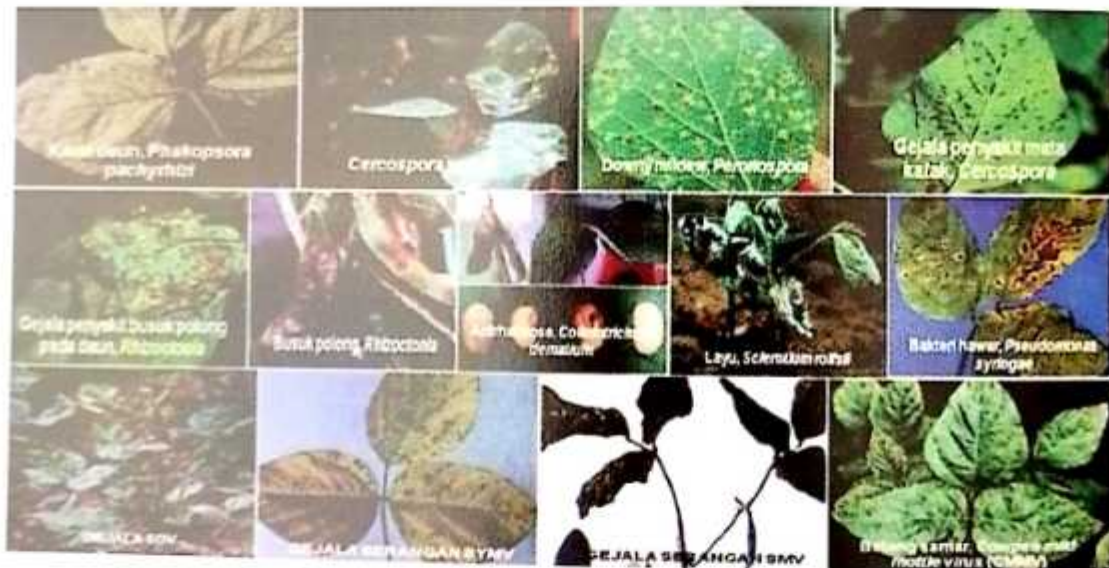 daun, Phakopsora
pachyrhizi
Cercospora
Downy mildew, Peronospora
Gejala penyakit mata
katak, Cercospora
Gejala penyakit busuk polong
pada daun, Rhizoctonia
Busuk polong, Rhizoctonia
dematium
Layu, Sclerotium rolfsii
Bakteri hawar, Pseudomonas
syringae
GEJALA
GEJALA SERANGAN SYMV
GEJALA SERANGAN SMV
samar, Cowpea mild
mottle virus (CMMV)